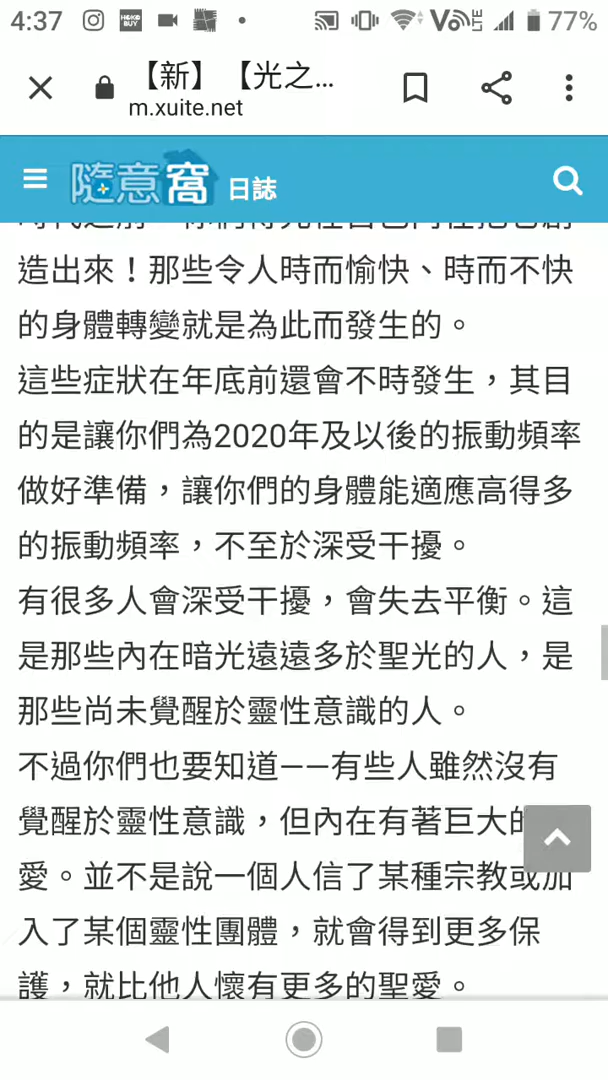 4:37
VoLTE
77%
【新】【光之...
m.xuite.net
隨意窩 日誌
造出來！那些令人時而愉快、時而不快
的身體轉變就是為此而發生的。
這些症狀在年底前還會不時發生，其目
的是讓你們為2020年及以後的振動頻率
做好準備，讓你們的身體能適應高得多
的振動頻率，不至於深受干擾。
有很多人會深受干擾，會失去平衡。這
是那些內在暗光遠遠多於聖光的人，是
那些尚未覺醒於靈性意識的人。
不過你們也要知道——有些人雖然沒有
覺醒於靈性意識，但內在有著巨大的
愛。並不是說一個人信了某種宗教或加
入了某個靈性團體，就會得到更多保
護，就比他人懷有更多的聖愛。